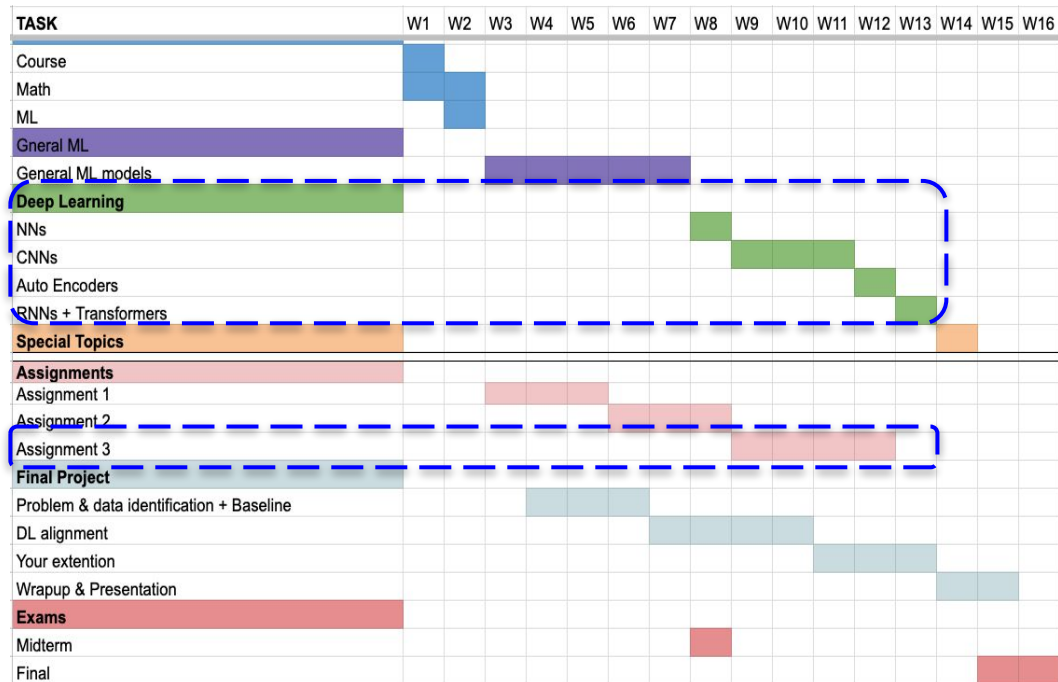 TASK W1 W2 W3 W4 W5 W6 W7 W8 W9 W10 W11 W12 W13 W14 W15 W16
Course
Math
ML
Gneral ML
General ML models
Deep Learning
NNs
CNNs
Auto Encoders
RNNs + Transformers
Special Topics
Assignments
Assignment 1
Assignment 2
Assignment 3
Final Project
Problem & data identification + Baseline
DL alignment
Your extention
Wrapup & Presentation
Exams
Midterm
Final